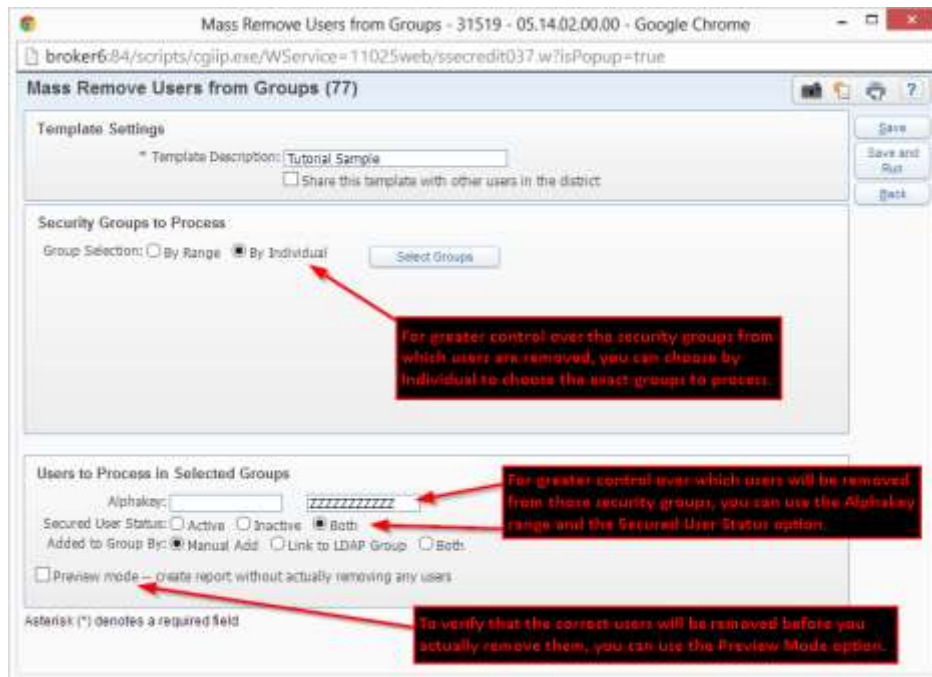 Mass Remove Users from Groups - 31519 - 05.14.02.00.00 - Google Chrome
broker6:84/scripts/cgiip.exe/WService=11025web/ssecredit037.w?isPopup=true
Mass Remove Users from Groups (77)
?
Template Settings
Save
* Template Description: Tutorial Sample
Save and
Run
Share this template with other users in the district
Back
Security Groups to Process
Group Selection: By Range By Individual Select Groups
For greater control over the security groups from
which users are removed, you can choose by
Individual to choose the exact groups to process.
Users to Process in Selected Groups
For greater control over which users will be removed
from those security groups, you can use the Alphakey
range and the Secured User Status option.
Alphakey: ZZZZZZZZZZZ
Secured User Status: Active Inactive Both
Added to Group By: Manual Add Link to LDAP Group Both
Preview mode -- create report without actually removing any users
Asterisk (*) denotes a required field
To verify that the correct users will be removed before you
actually remove them, you can use the Preview Mode option.